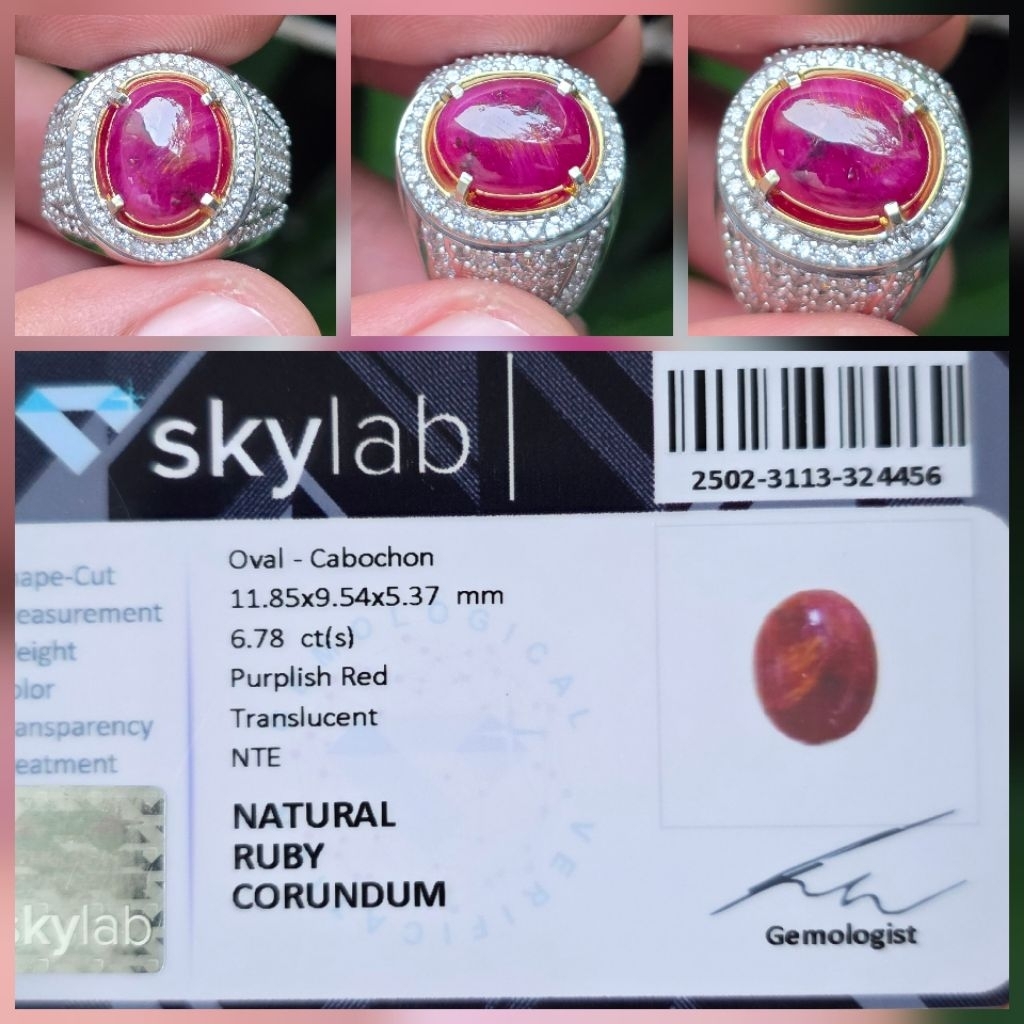 skylab
2502-3113-324456
ape-Cut
Oval - Cabochon
easurement
11.85x9.54x5.37 mm
eight
6.78 ct(s)
olor
Purplish Red
ansparency
Translucent
eatment
NTE
NATURAL
RUBY
CORUNDUM
skylab
Gemologist